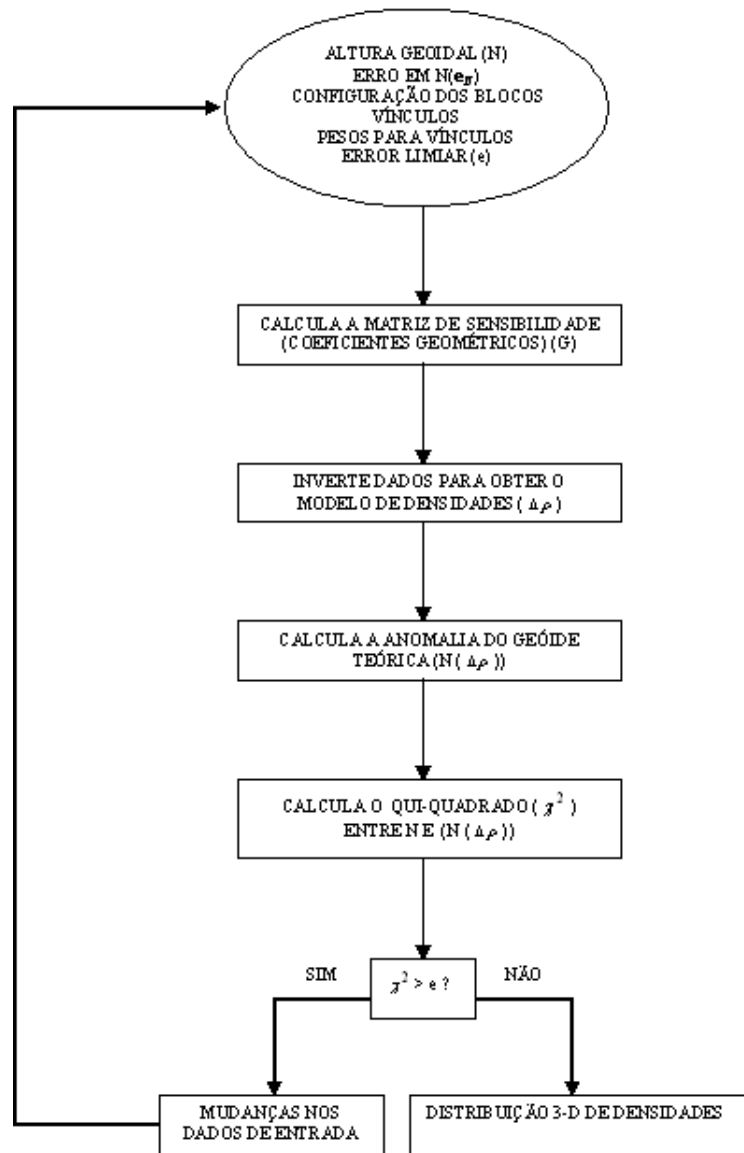 ALTURA GEOIDAL (N)
ERRO EM N(e_N)
CONFIGURAÇÃO DOS BLOCOS
VÍNCULOS
PESOS PARA VÍNCULOS
ERROR LIMIAR (e)
CALCULA A MATRIZ DE SENSIBILIDADE
(COEFICIENTES GEOMÉTRICOS) (G)
INVERTE DADOS PARA OBTER O
MODELO DE DENSIDADES ( Δρ )
CALCULA A ANOMALIA DO GEÓIDE
TEÓRICA (N ( Δρ ))
CALCULA O QUI-QUADRADO ( χ² )
ENTRE N E (N ( Δρ ))
SIM
χ² > e ?
NÃO
MUDANÇAS NOS
DADOS DE ENTRADA
DISTRIBUIÇÃO 3-D DE DENSIDADES